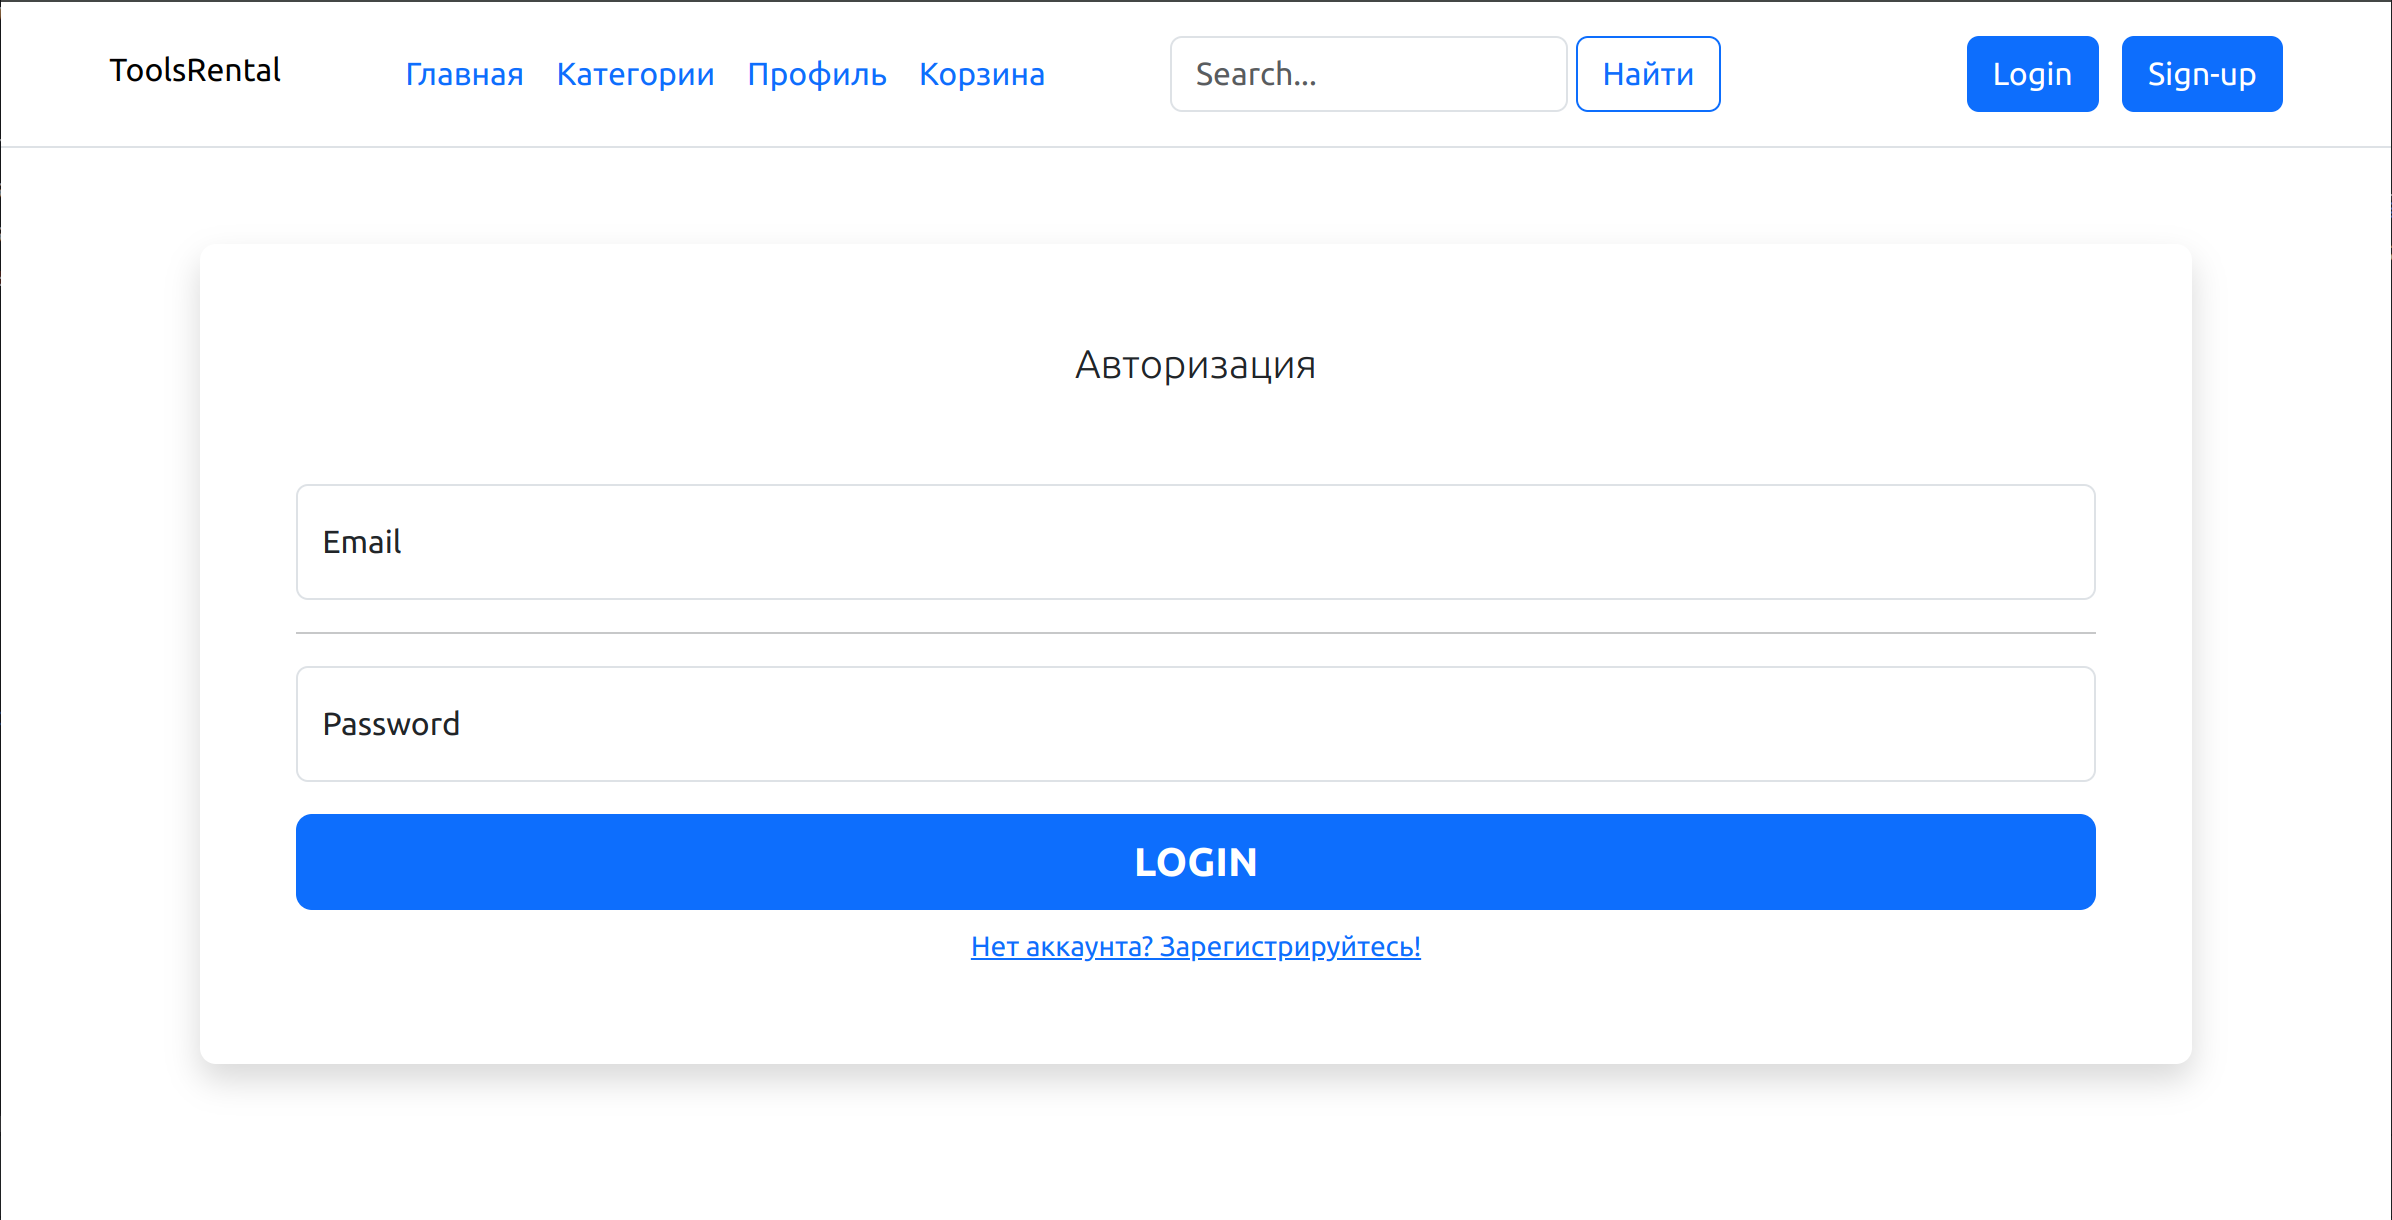 ToolsRental Главная Категории Профиль Корзина Search... Найти Login Sign-up
Авторизация
Email
Password
LOGIN
Нет аккаунта? Зарегистрируйтесь!